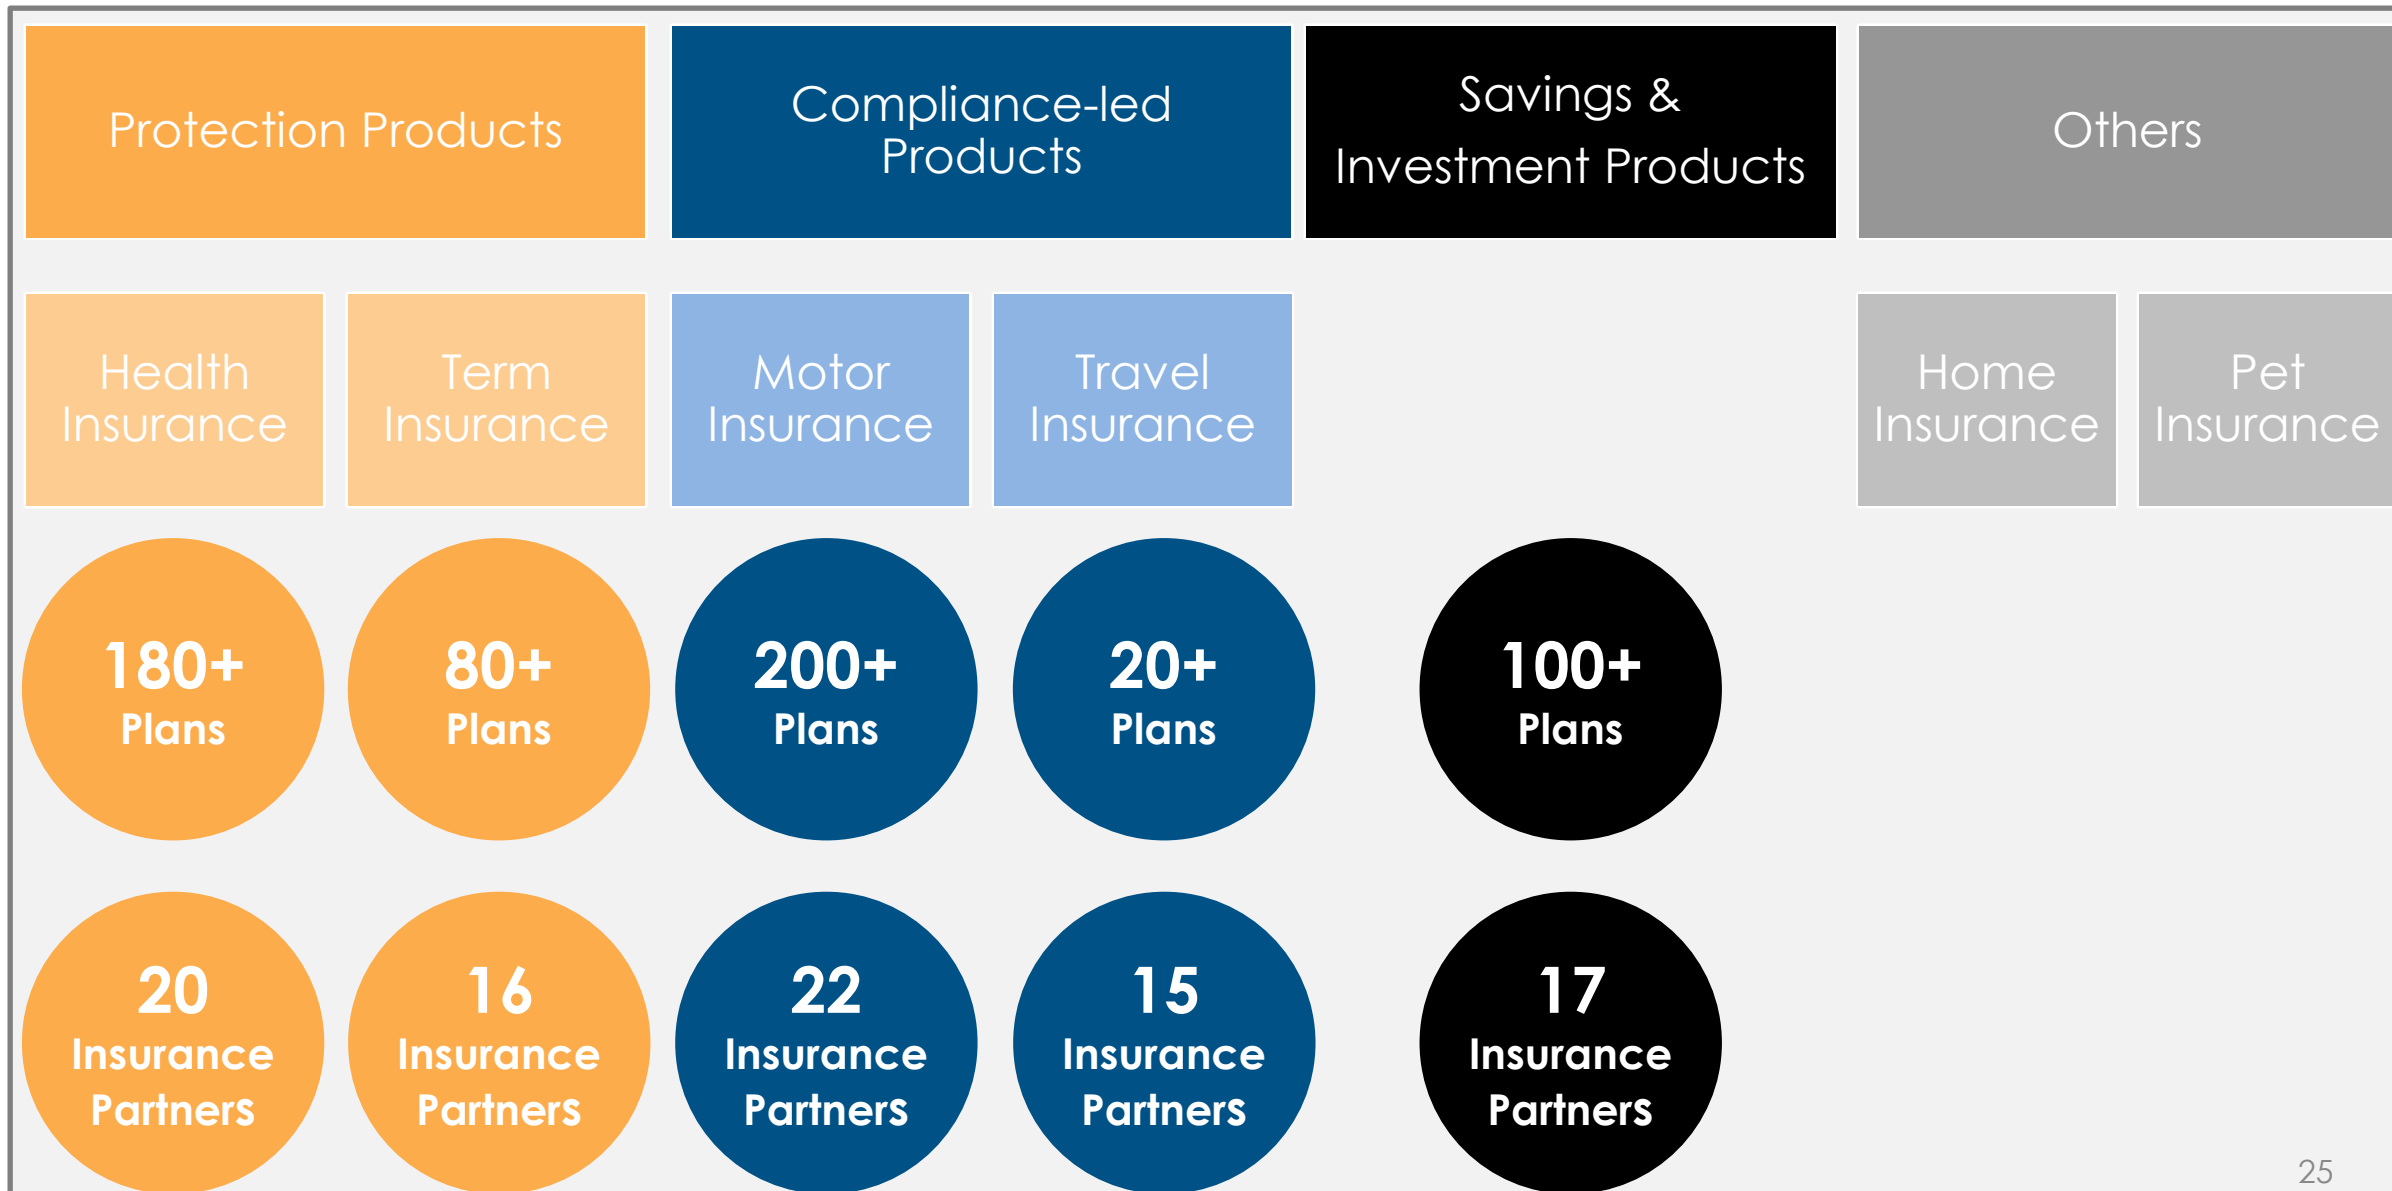 Protection Products
Compliance-led
Products
Savings &
Investment Products
Others
Health
Insurance
Term
Insurance
Motor
Insurance
Travel
Insurance
Home
Insurance
Pet
Insurance
180+
Plans
80+
Plans
200+
Plans
20+
Plans
100+
Plans
20
Insurance
Partners
16
Insurance
Partners
22
Insurance
Partners
15
Insurance
Partners
17
Insurance
Partners
25